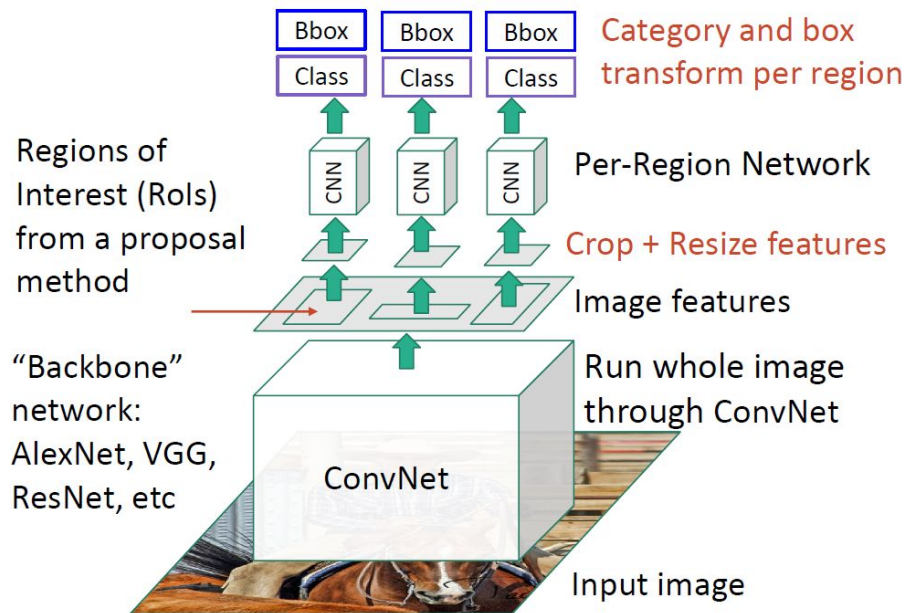 Bbox
Bbox
Bbox
Class
Class
Class
Category and box
transform per region
CNN
CNN
CNN
Per-Region Network
Regions of
Interest (RoIs)
from a proposal
method
Crop + Resize features
Image features
“Backbone”
network:
AlexNet, VGG,
ResNet, etc
Run whole image
through ConvNet
ConvNet
Input image